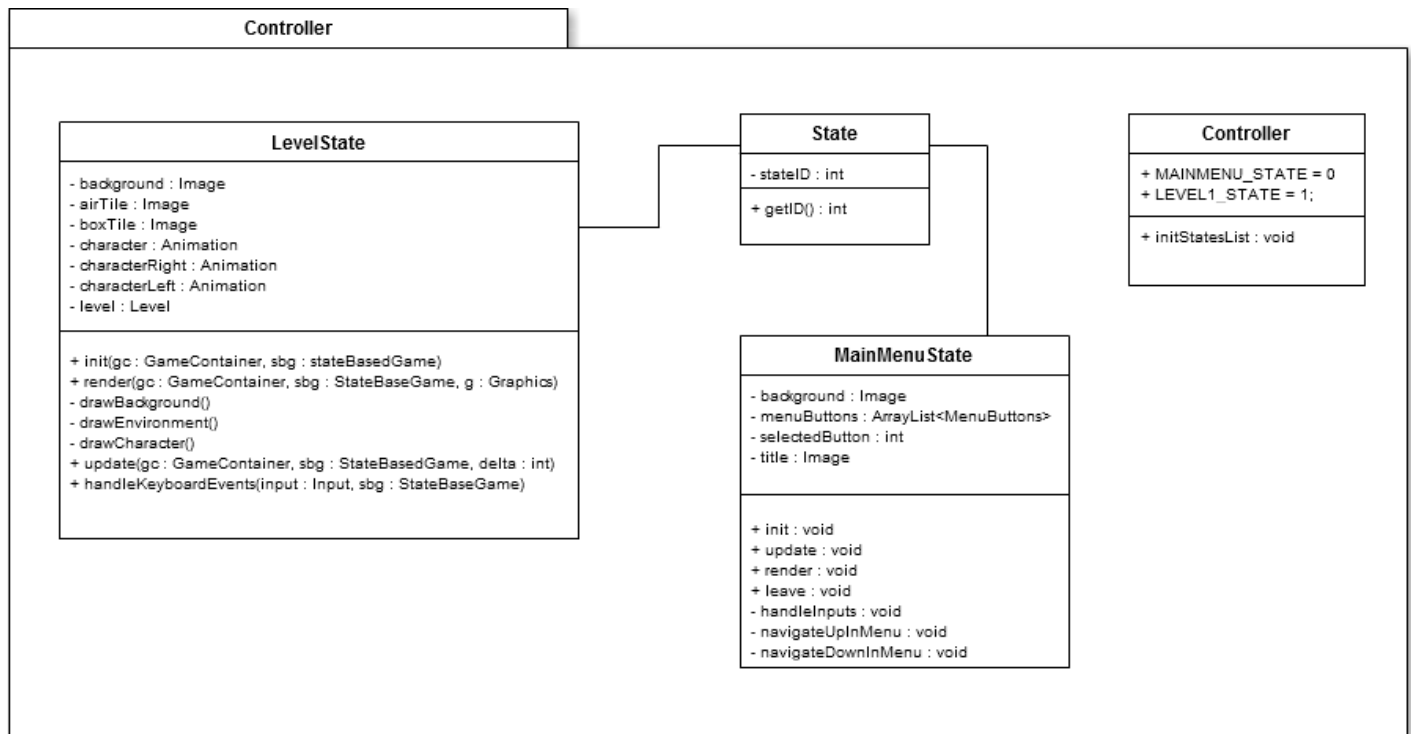 Controller
LevelState
- background : Image
- airTile : Image
- boxTile : Image
- character : Animation
- characterRight : Animation
- characterLeft : Animation
- level : Level
+ init(gc : GameContainer, sbg : stateBasedGame)
+ render(gc : GameContainer, sbg : StateBaseGame, g : Graphics)
- drawBackground()
- drawEnvironment()
- drawCharacter()
+ update(gc : GameContainer, sbg : StateBasedGame, delta : int)
+ handleKeyboardEvents(input : Input, sbg : StateBaseGame)
State
- stateID : int
+ getID() : int
MainMenuState
- background : Image
- menuButtons : ArrayList<MenuButtons>
- selectedButton : int
- title : Image
+ init : void
+ update : void
+ render : void
+ leave : void
- handleInputs : void
- navigateUpInMenu : void
- navigateDownInMenu : void
Controller
+ MAINMENU_STATE = 0
+ LEVEL1_STATE = 1;
+ initStatesList : void